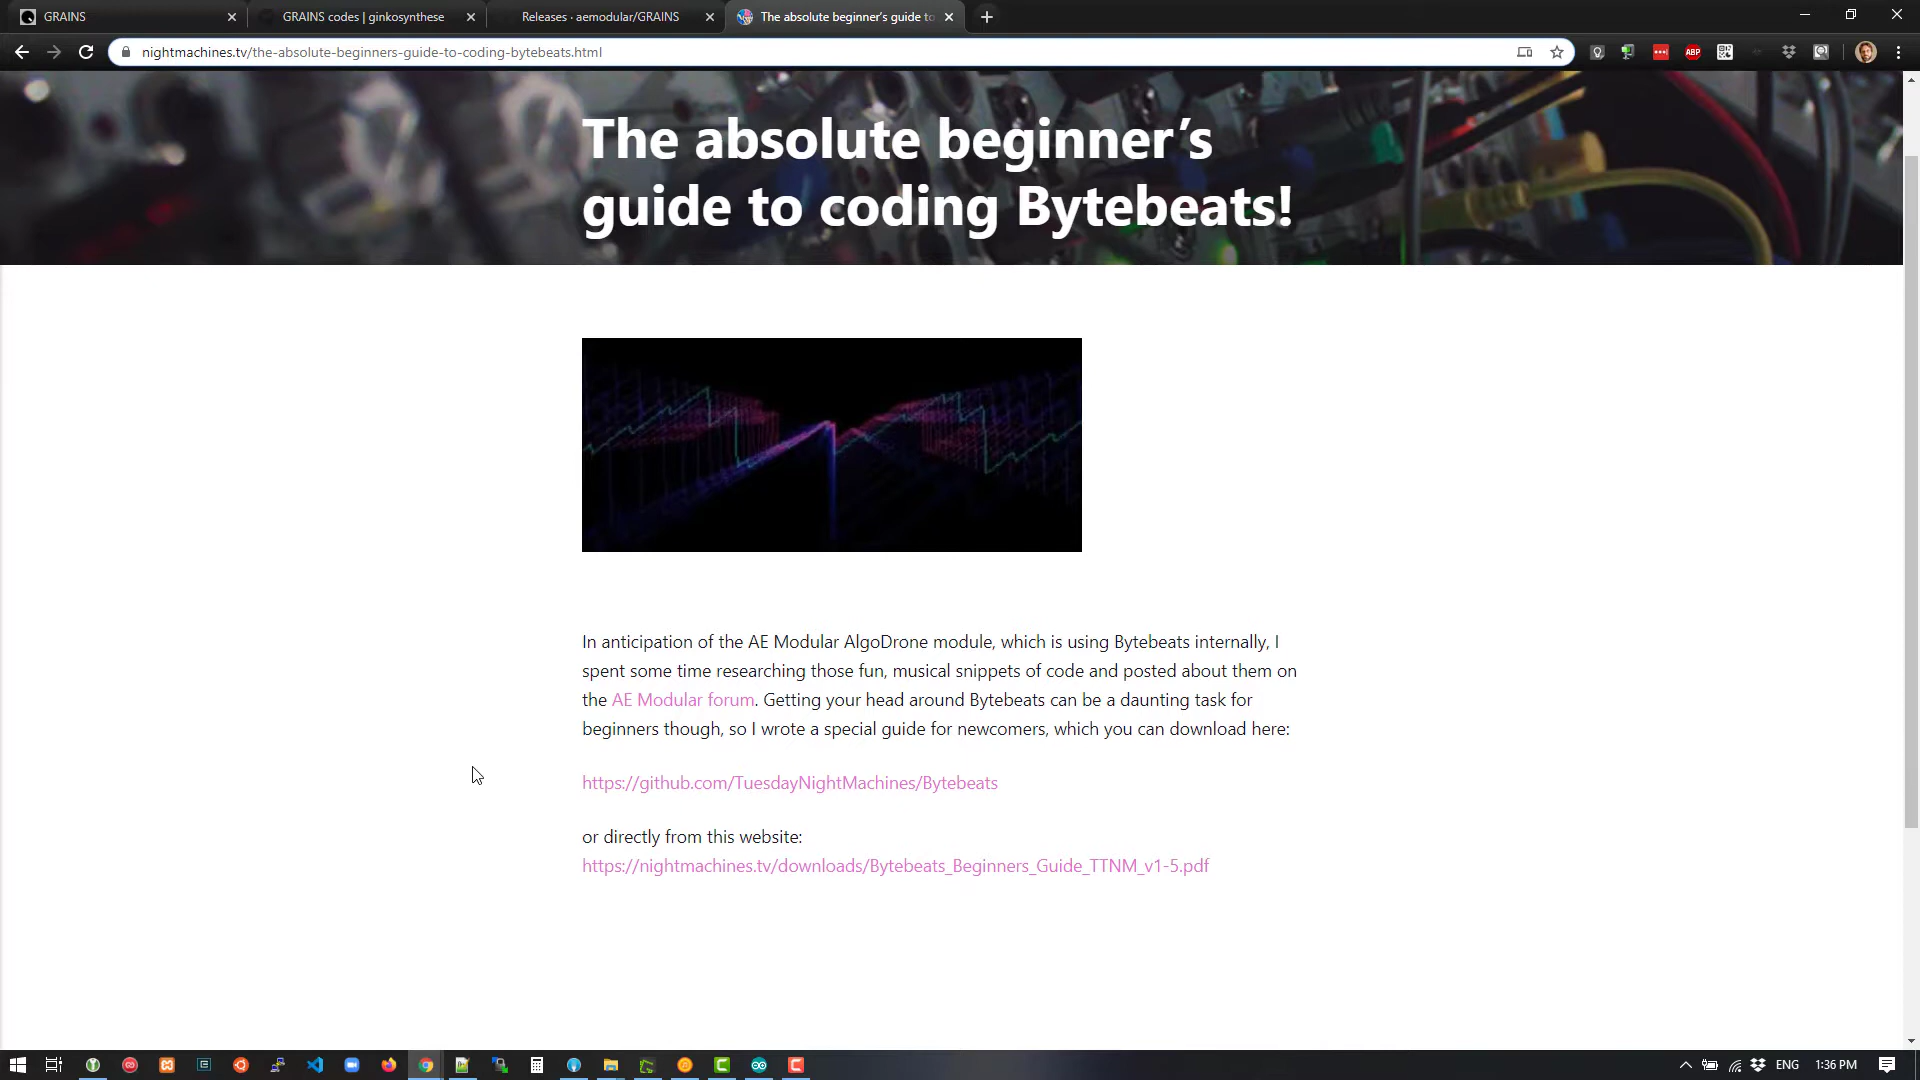 GRAINS
GRAINS codes | ginkosynthese
Releases · aemodular/GRAINS
The absolute beginner's guide to
nightmachines.tv/the-absolute-beginners-guide-to-coding-bytebeats.html
ABP
The absolute beginner’s
guide to coding Bytebeats!
In anticipation of the AE Modular AlgoDrone module, which is using Bytebeats internally, I
spent some time researching those fun, musical snippets of code and posted about them on
the AE Modular forum. Getting your head around Bytebeats can be a daunting task for
beginners though, so I wrote a special guide for newcomers, which you can download here:
https://github.com/TuesdayNightMachines/Bytebeats
or directly from this website:
https://nightmachines.tv/downloads/Bytebeats_Beginners_Guide_TTNM_v1-5.pdf
ENG
1:36 PM